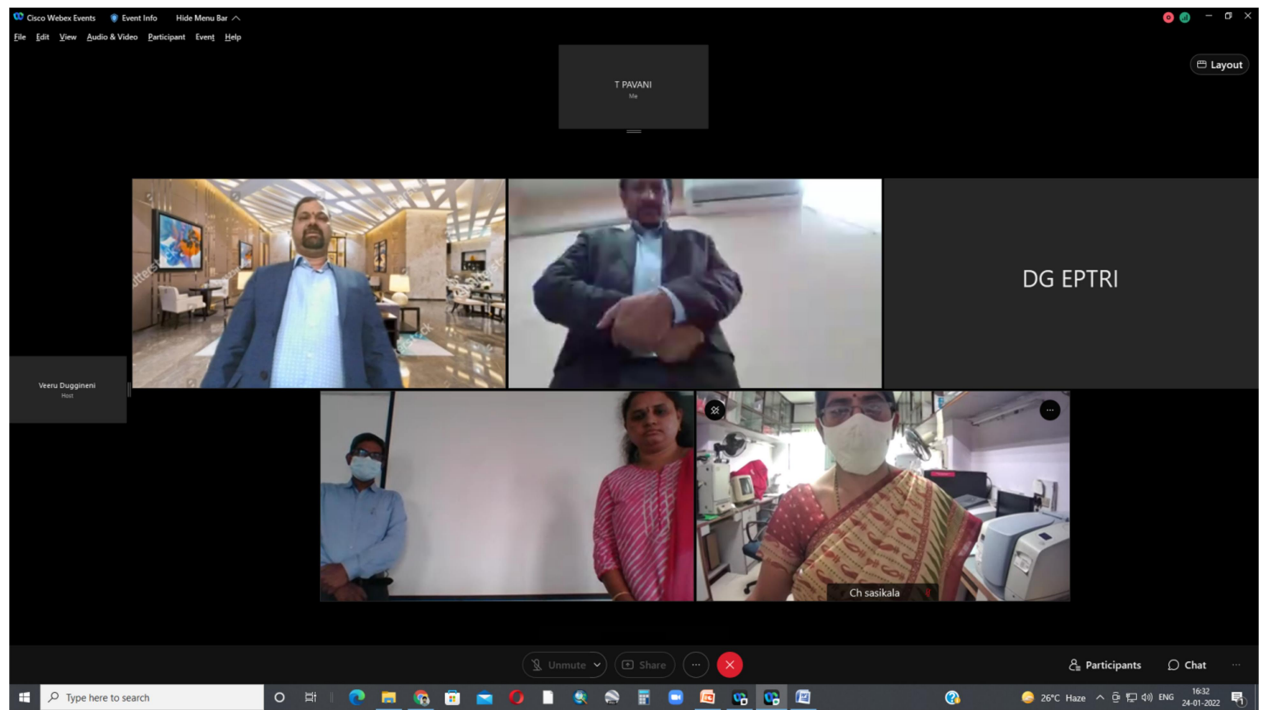 Cisco Webex Events Event Info Hide Menu Bar
File Edit View Audio & Video Participant Event Help
T PAVANI
Me
Layout
DG EPTRI
Veeru Duggineni
Host
Ch sasikala
Unmute Share Participants Chat
Type here to search
26°C Haze ENG 16:32
24-01-2022